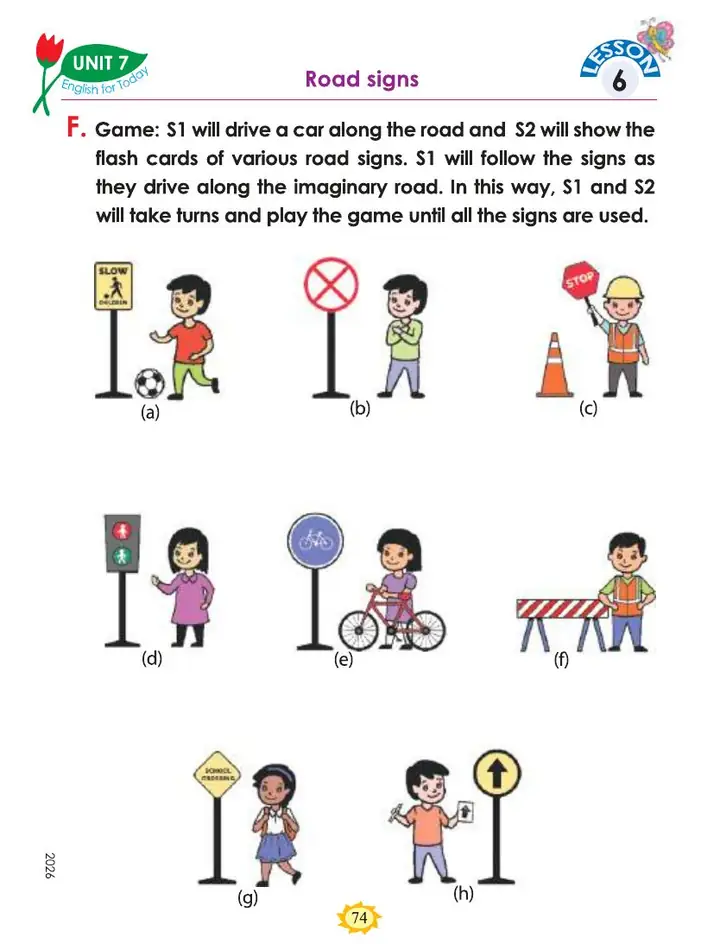 UNIT 7
English for Today
Road signs
LESSON
6
F. Game: S1 will drive a car along the road and S2 will show the
flash cards of various road signs. S1 will follow the signs as
they drive along the imaginary road. In this way, S1 and S2
will take turns and play the game until all the signs are used.
SLOW
CHILDREN
STOP
(a)
(b)
(c)
(d)
(e)
(f)
SCHOOL
CROSSING
(g)
(h)
2026
74